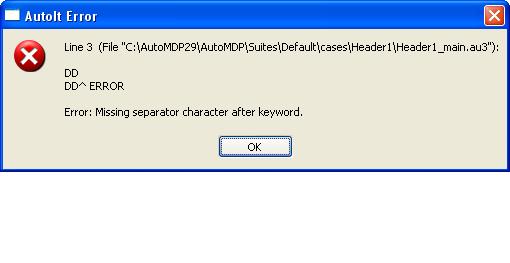 AutoIt Error
Line 3  (File "C:\AutoMDP29\AutoMDP\Suites\Default\cases\Header1\Header1_main.au3"):
DD
DD^ ERROR
Error: Missing separator character after keyword.
OK